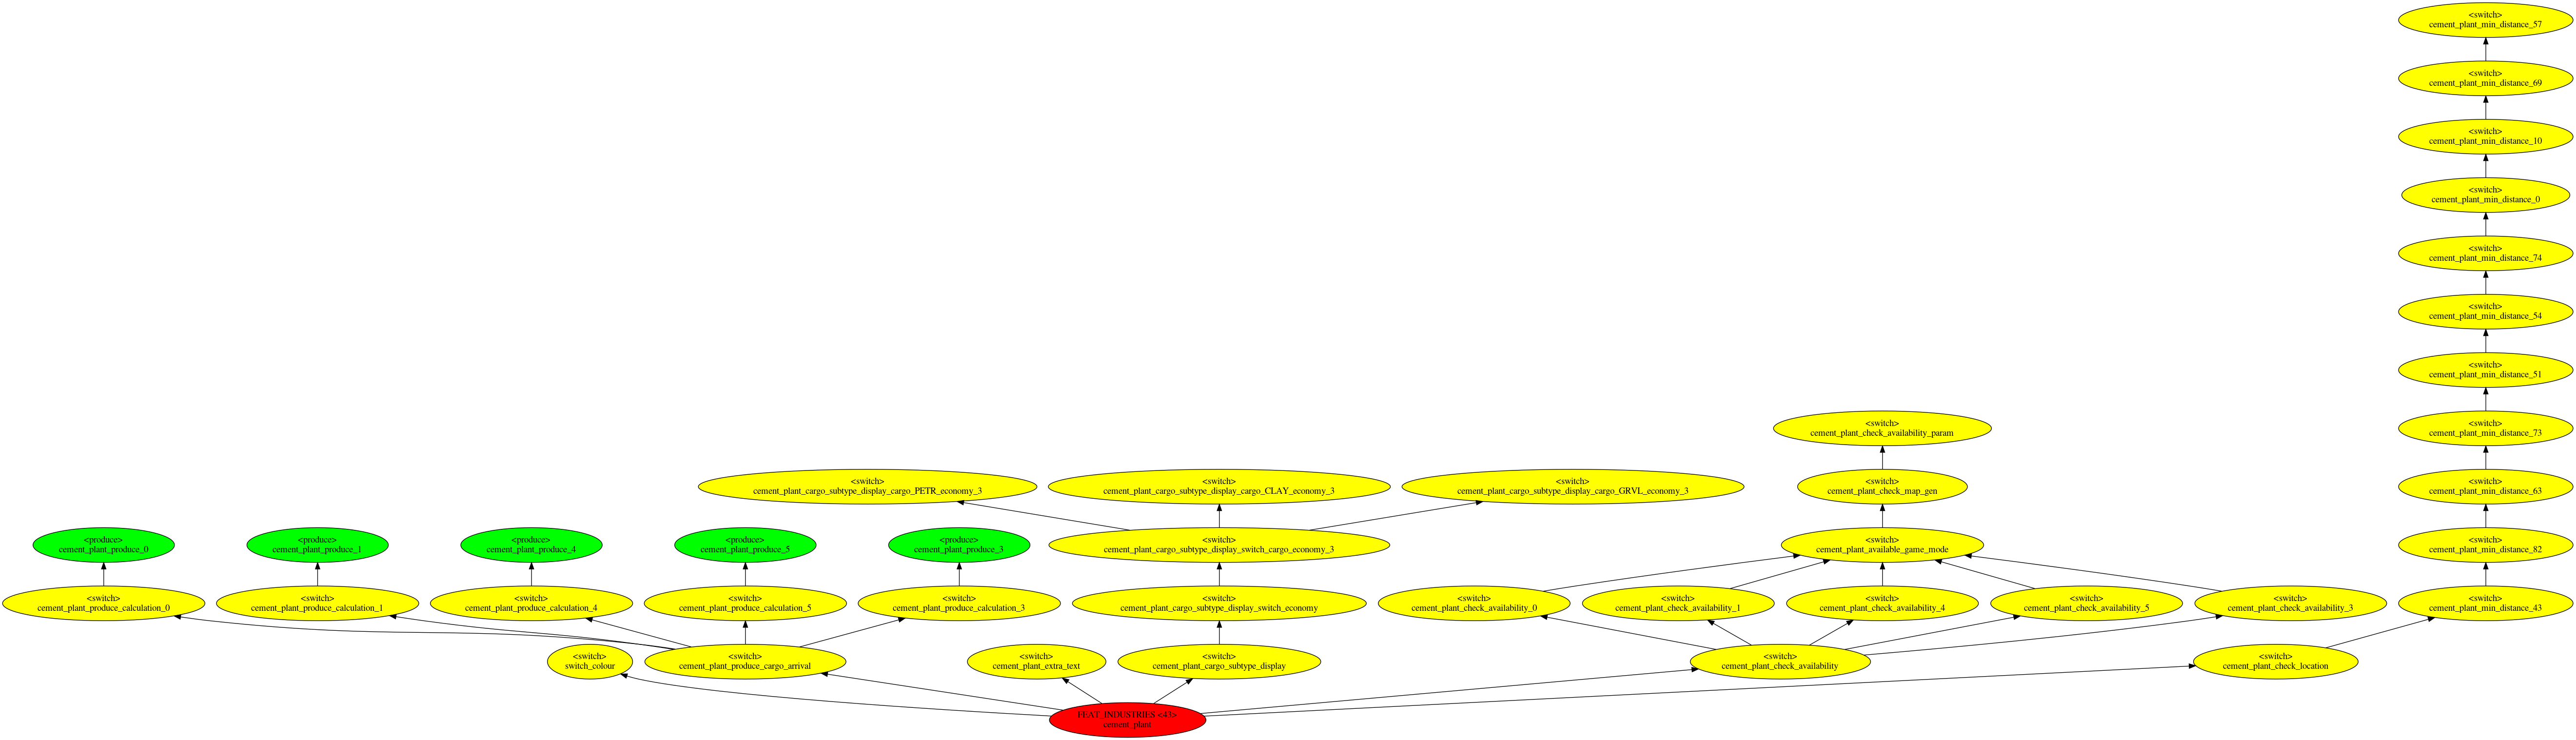 <switch>
cement_plant_min_distance_57
<switch>
cement_plant_min_distance_69
<switch>
cement_plant_min_distance_10
<switch>
cement_plant_min_distance_0
<switch>
cement_plant_min_distance_74
<switch>
cement_plant_min_distance_54
<switch>
cement_plant_min_distance_51
<switch>
cement_plant_check_availability_param
<switch>
cement_plant_min_distance_73
<switch>
cement_plant_cargo_subtype_display_cargo_PETR_economy_3
<switch>
cement_plant_cargo_subtype_display_cargo_CLAY_economy_3
<switch>
cement_plant_cargo_subtype_display_cargo_GRVL_economy_3
<switch>
cement_plant_check_map_gen
<switch>
cement_plant_min_distance_63
<produce>
cement_plant_produce_0
<produce>
cement_plant_produce_1
<produce>
cement_plant_produce_4
<produce>
cement_plant_produce_5
<produce>
cement_plant_produce_3
<switch>
cement_plant_cargo_subtype_display_switch_cargo_economy_3
<switch>
cement_plant_available_game_mode
<switch>
cement_plant_min_distance_82
<switch>
cement_plant_produce_calculation_0
<switch>
cement_plant_produce_calculation_1
<switch>
cement_plant_produce_calculation_4
<switch>
cement_plant_produce_calculation_5
<switch>
cement_plant_produce_calculation_3
<switch>
cement_plant_cargo_subtype_display_switch_economy
<switch>
cement_plant_check_availability_0
<switch>
cement_plant_check_availability_1
<switch>
cement_plant_check_availability_4
<switch>
cement_plant_check_availability_5
<switch>
cement_plant_check_availability_3
<switch>
cement_plant_min_distance_43
<switch>
switch_colour
<switch>
cement_plant_produce_cargo_arrival
<switch>
cement_plant_extra_text
<switch>
cement_plant_cargo_subtype_display
<switch>
cement_plant_check_availability
<switch>
cement_plant_check_location
FEAT_INDUSTRIES <43>
cement_plant